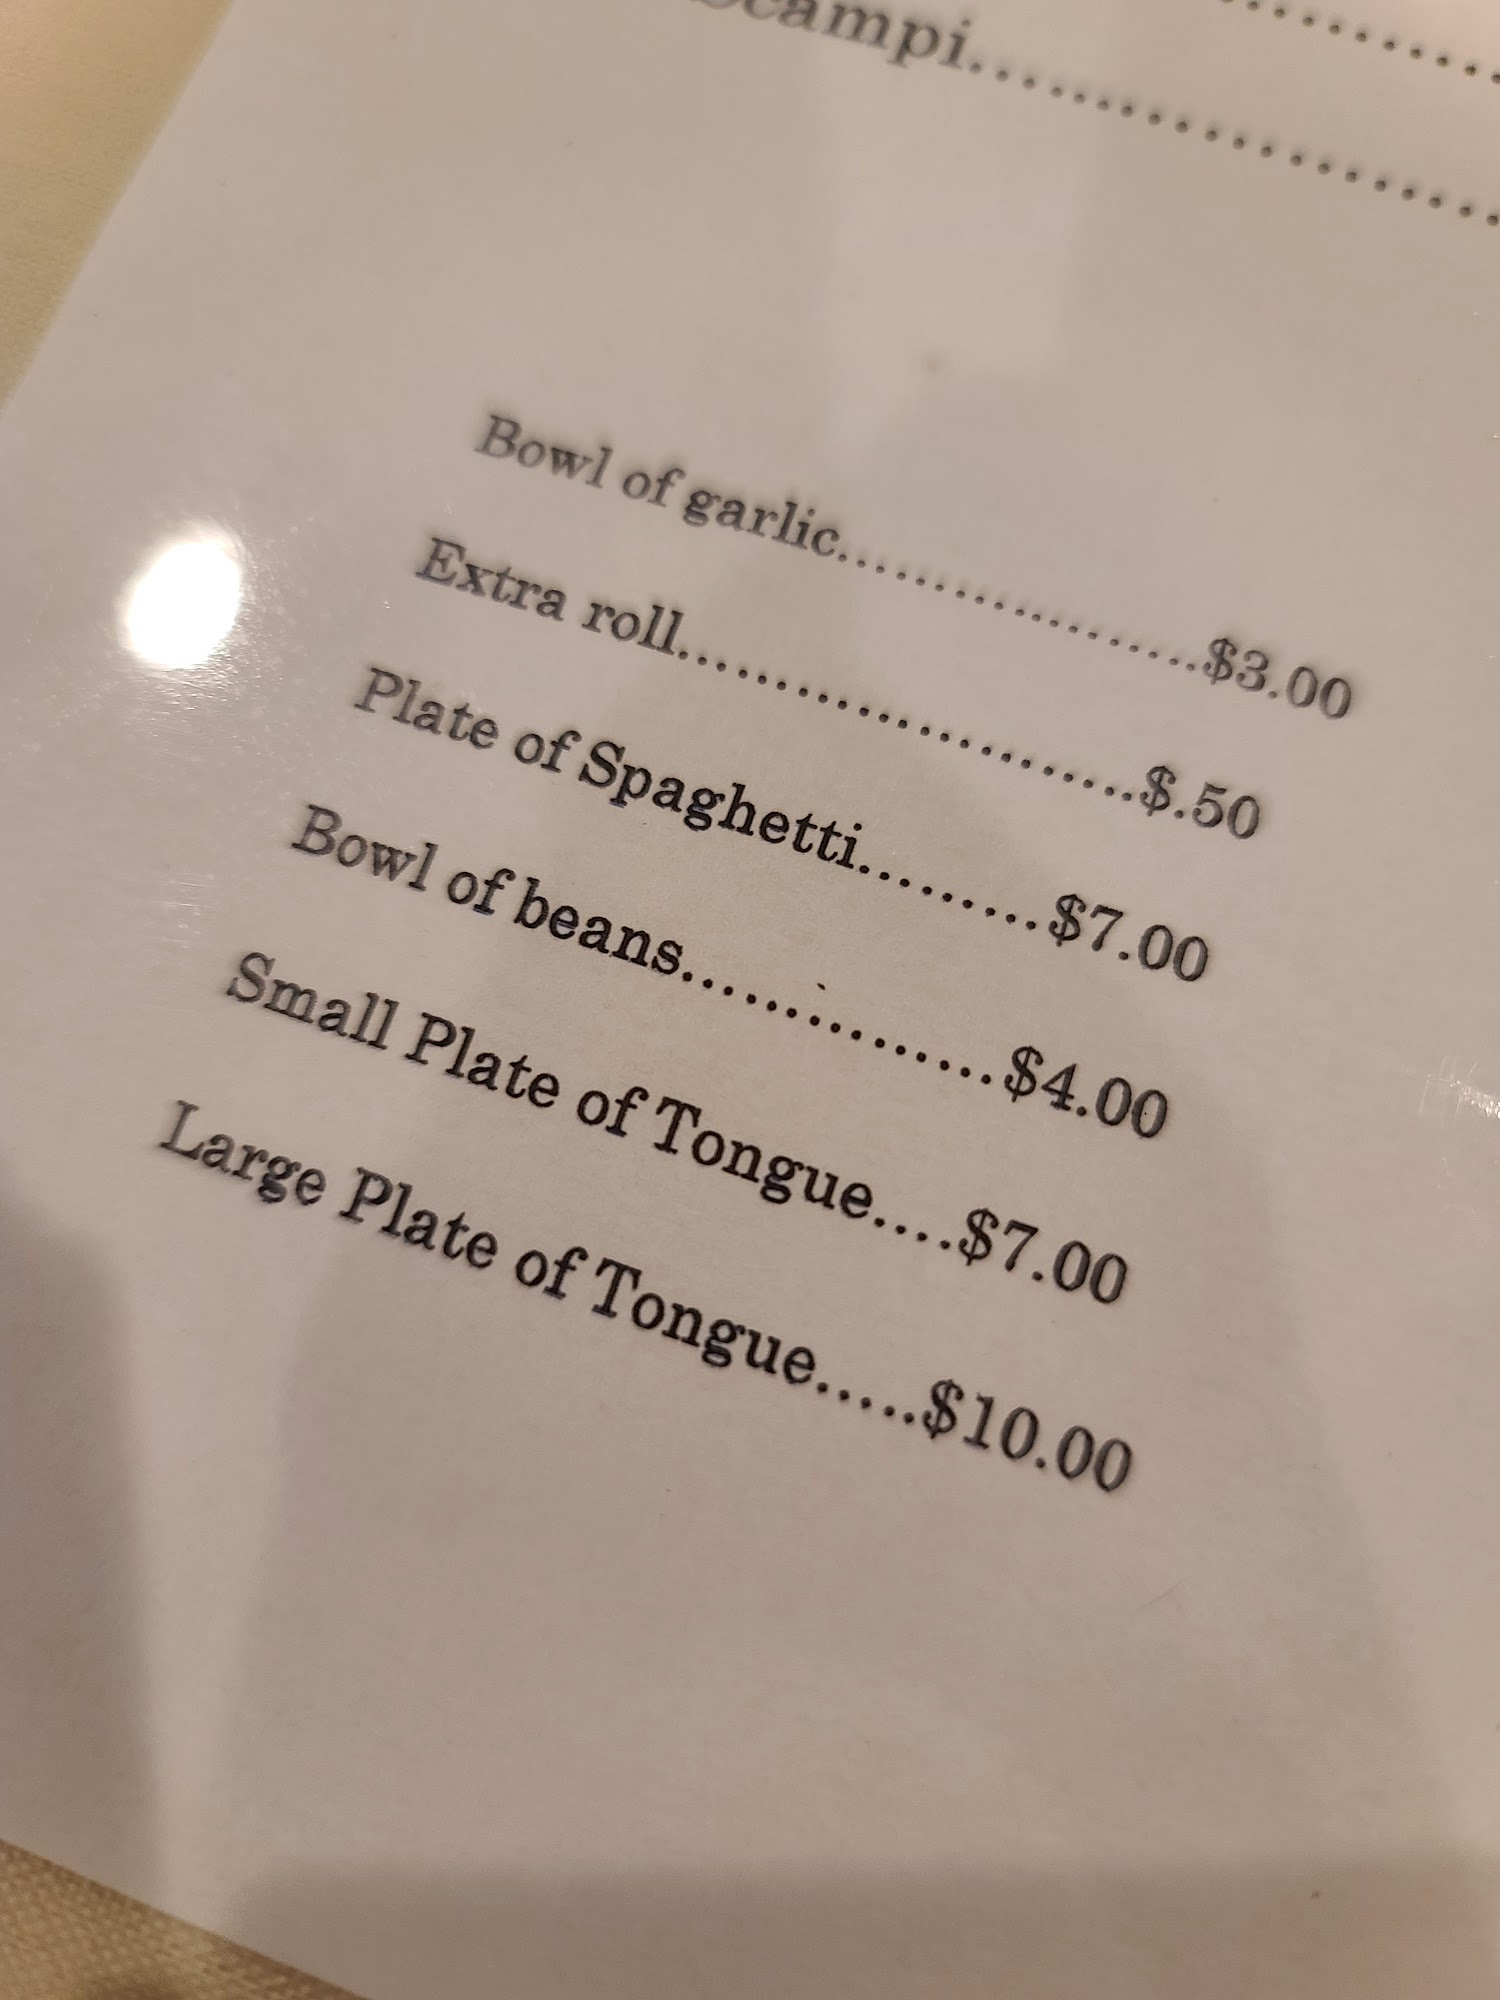 Scampi..............................
Bowl of garlic......................$3.00
Extra roll............................$.50
Plate of Spaghetti..........$7.00
Bowl of beans.................$4.00
Small Plate of Tongue....$7.00
Large Plate of Tongue.....$10.00